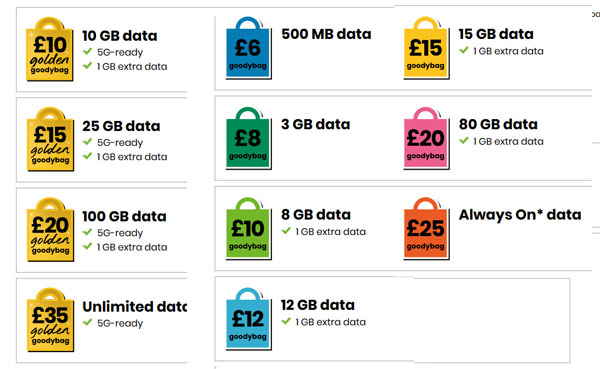 £10
golden
goodybag
10 GB data
5G-ready
1 GB extra data
£15
golden
goodybag
25 GB data
5G-ready
1 GB extra data
£20
golden
goodybag
100 GB data
5G-ready
1 GB extra data
£35
golden
goodybag
Unlimited data
5G-ready
£6
goodybag
500 MB data
£8
goodybag
3 GB data
£10
goodybag
8 GB data
1 GB extra data
£12
goodybag
12 GB data
1 GB extra data
£15
goodybag
15 GB data
1 GB extra data
£20
goodybag
80 GB data
1 GB extra data
£25
goodybag
Always On* data